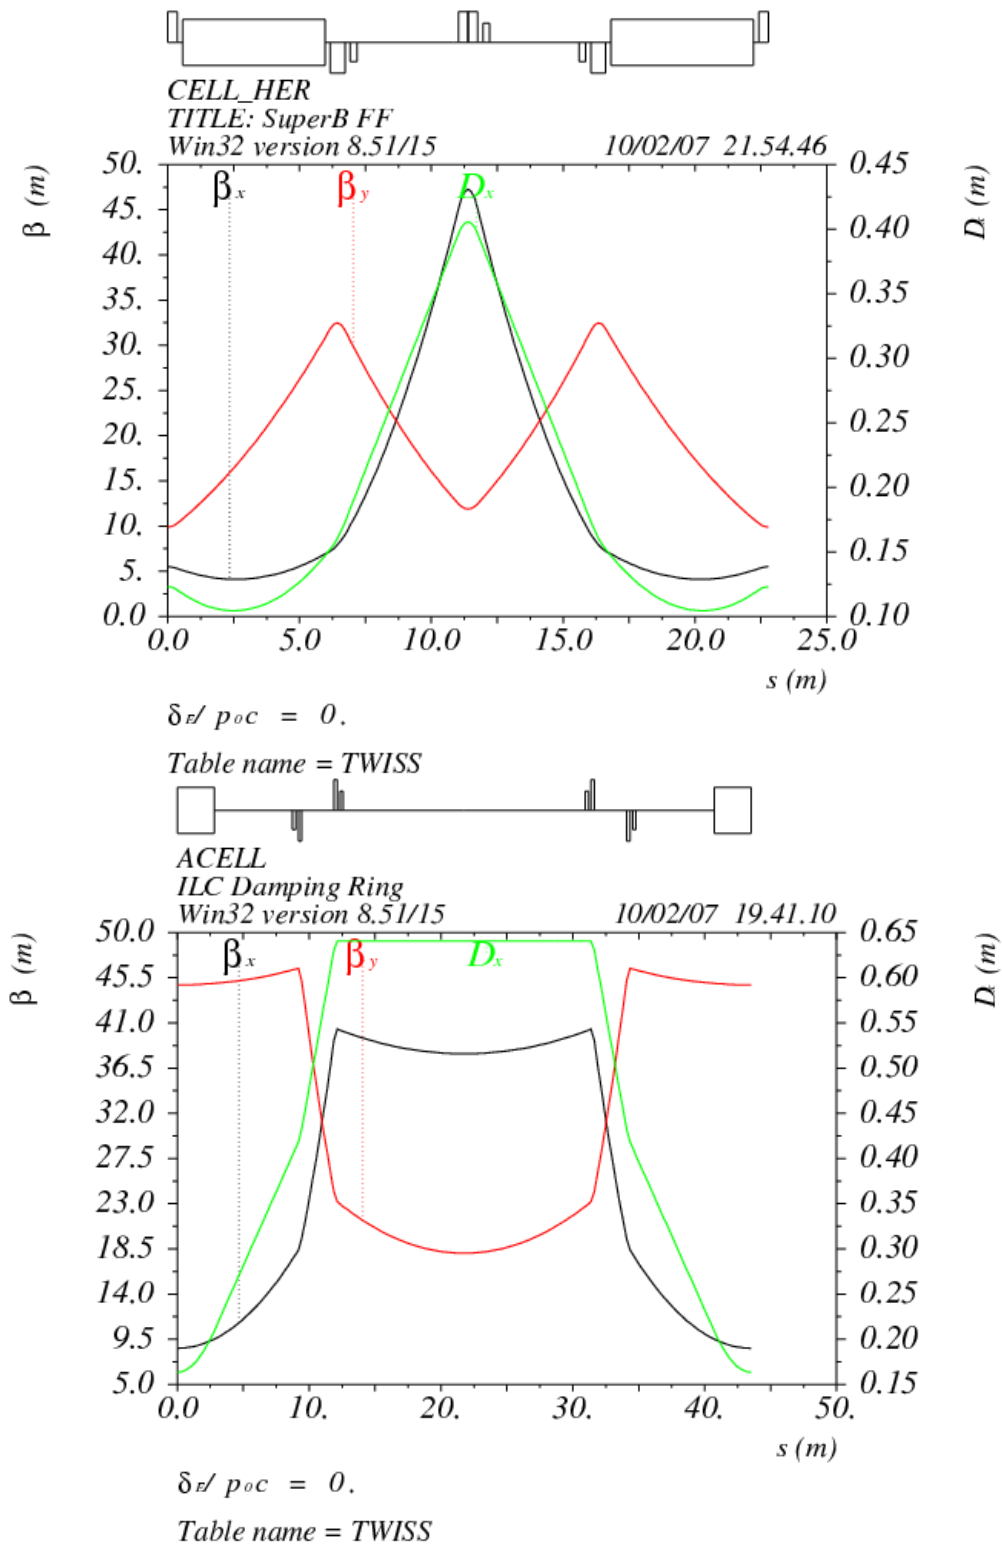 CELL_HER
TITLE: SuperB FF
Win32 version 8.51/15 10/02/07 21.54.46
β (m) Dx (m)
βx βy Dx
50. 0.45
45. 0.40
40.
35. 0.35
30. 0.30
25. 0.25
20.
15. 0.20
10. 0.15
5.
0.0 0.10
0.0 5.0 10.0 15.0 20.0 25.0
s (m)
δE/ p0c = 0.
Table name = TWISS
ACELL
ILC Damping Ring
Win32 version 8.51/15 10/02/07 19.41.10
β (m) Dx (m)
βx βy Dx
50.0 0.65
45.5 0.60
41.0 0.55
36.5 0.50
32.0 0.45
27.5 0.40
23.0 0.35
18.5 0.30
14.0 0.25
9.5 0.20
5.0 0.15
0.0 10. 20. 30. 40. 50.
s (m)
δE/ p0c = 0.
Table name = TWISS